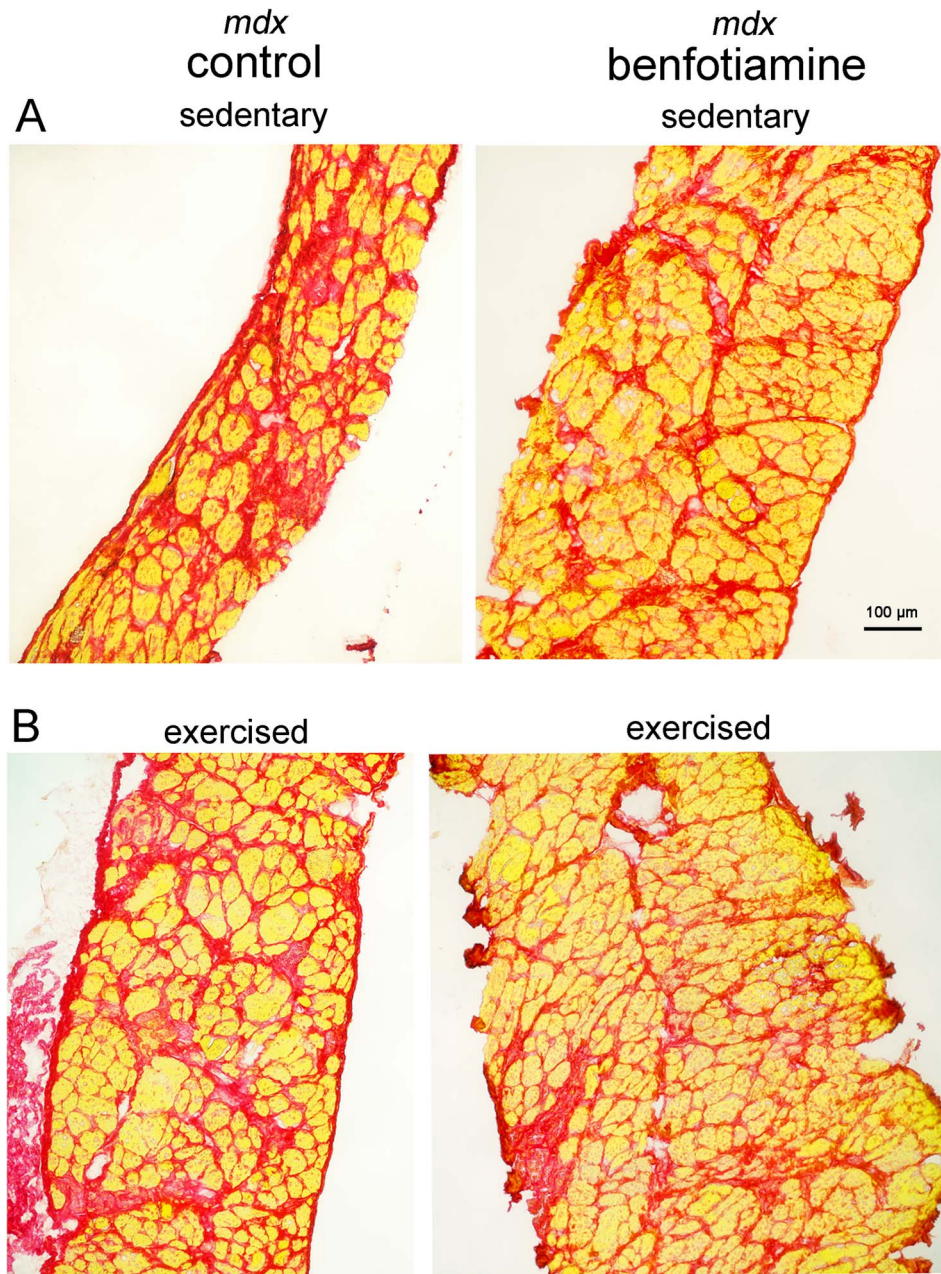 mdx
control
mdx
benfotiamine
A
sedentary
sedentary
100 µm
B
exercised
exercised